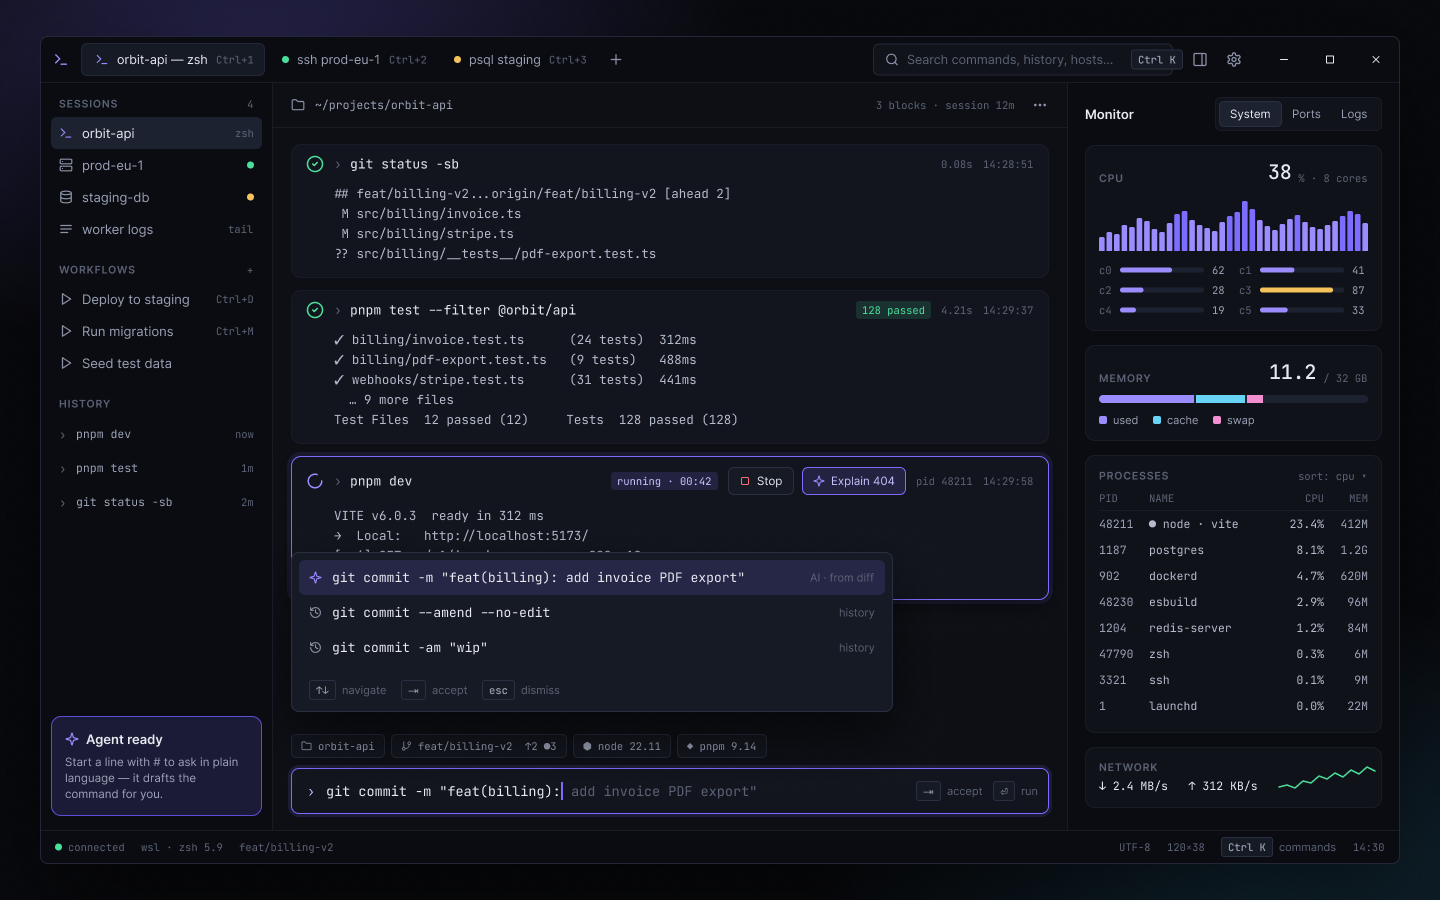 orbit-api — zsh Ctrl+1
ssh prod-eu-1 Ctrl+2
psql staging Ctrl+3
Search commands, history, hosts... Ctrl K
SESSIONS 4
orbit-api zsh
prod-eu-1
staging-db
worker logs tail
WORKFLOWS +
Deploy to staging Ctrl+D
Run migrations Ctrl+M
Seed test data
HISTORY
› pnpm dev now
› pnpm test 1m
› git status -sb 2m
Agent ready
Start a line with # to ask in plain
language — it drafts the
command for you.
~/projects/orbit-api 3 blocks · session 12m
› git status -sb 0.08s 14:28:51
## feat/billing-v2...origin/feat/billing-v2 [ahead 2]
M src/billing/invoice.ts
M src/billing/stripe.ts
?? src/billing/__tests__/pdf-export.test.ts
› pnpm test --filter @orbit/api 128 passed 4.21s 14:29:37
✓ billing/invoice.test.ts (24 tests) 312ms
✓ billing/pdf-export.test.ts (9 tests) 488ms
✓ webhooks/stripe.test.ts (31 tests) 441ms
… 9 more files
Test Files 12 passed (12) Tests 128 passed (128)
› pnpm dev running · 00:42 Stop Explain 404 pid 48211 14:29:58
VITE v6.0.3 ready in 312 ms
→ Local: http://localhost:5173/
git commit -m "feat(billing): add invoice PDF export" AI · from diff
git commit --amend --no-edit history
git commit -am "wip" history
↑↓ navigate ⇥ accept esc dismiss
orbit-api feat/billing-v2 ↑2 ●3 ⬢ node 22.11 ◆ pnpm 9.14
› git commit -m "feat(billing): add invoice PDF export" ⇥ accept ⏎ run
Monitor System Ports Logs
CPU 38 % · 8 cores
c0 62 c1 41
c2 28 c3 87
c4 19 c5 33
MEMORY 11.2 / 32 GB
used cache swap
PROCESSES sort: cpu ▾
PID NAME CPU MEM
48211 ● node · vite 23.4% 412M
1187 postgres 8.1% 1.2G
902 dockerd 4.7% 620M
48230 esbuild 2.9% 96M
1204 redis-server 1.2% 84M
47790 zsh 0.3% 6M
3321 ssh 0.1% 9M
1 launchd 0.0% 22M
NETWORK
↓ 2.4 MB/s ↑ 312 KB/s
connected wsl · zsh 5.9 feat/billing-v2 UTF-8 120×38 Ctrl K commands 14:30